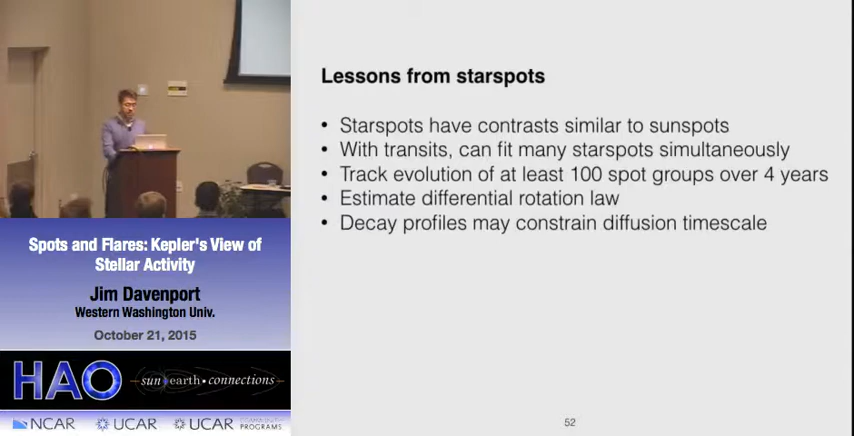 Lessons from starspots
• Starspots have contrasts similar to sunspots
• With transits, can fit many starspots simultaneously
• Track evolution of at least 100 spot groups over 4 years
• Estimate differential rotation law
• Decay profiles may constrain diffusion timescale
52
Spots and Flares: Kepler's View of
Stellar Activity
Jim Davenport
Western Washington Univ.
October 21, 2015
HAO
sun earth • connections
NCAR
UCAR
UCAR
PROGRAMS